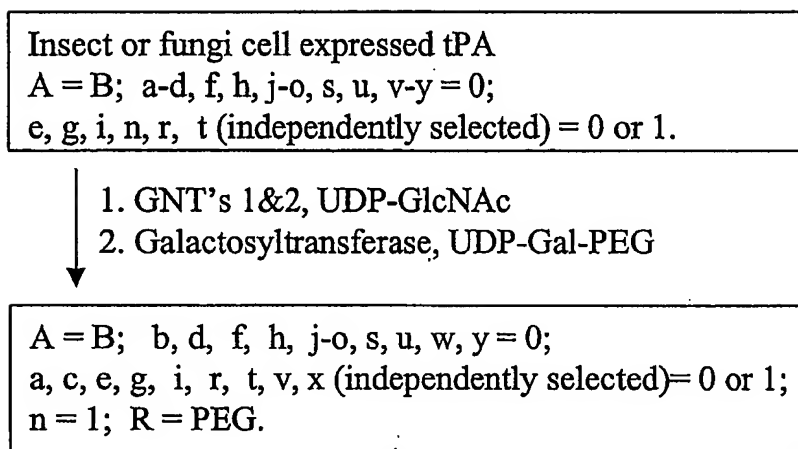 Insect or fungi cell expressed tPA
A = B; a-d, f, h, j-o, s, u, v-y = 0;
e, g, i, n, r, t (independently selected) = 0 or 1.
1. GNT's 1&2, UDP-GlcNAc
2. Galactosyltransferase, UDP-Gal-PEG
A = B; b, d, f, h, j-o, s, u, w, y = 0;
a, c, e, g, i, r, t, v, x (independently selected)= 0 or 1;
n = 1; R = PEG.